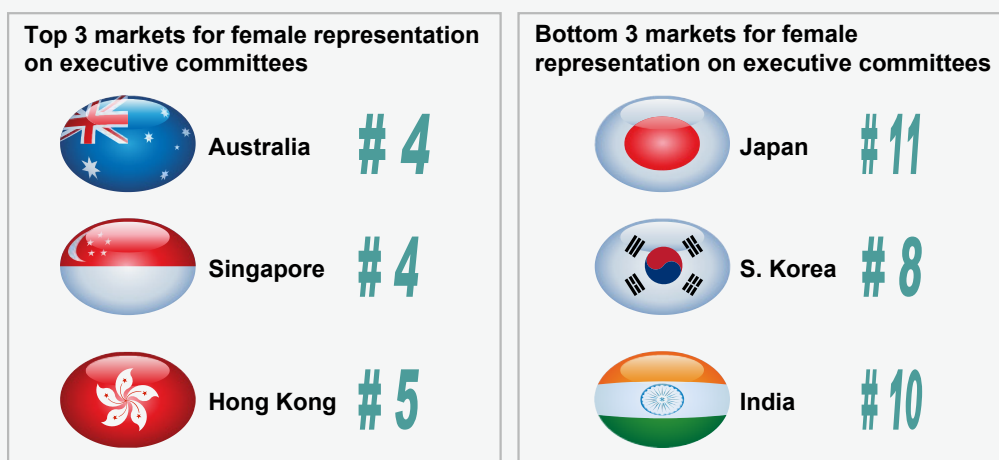 Top 3 markets for female representation
on executive committees
Australia # 4
Singapore # 4
Hong Kong # 5
Bottom 3 markets for female
representation on executive committees
Japan # 11
S. Korea # 8
India # 10